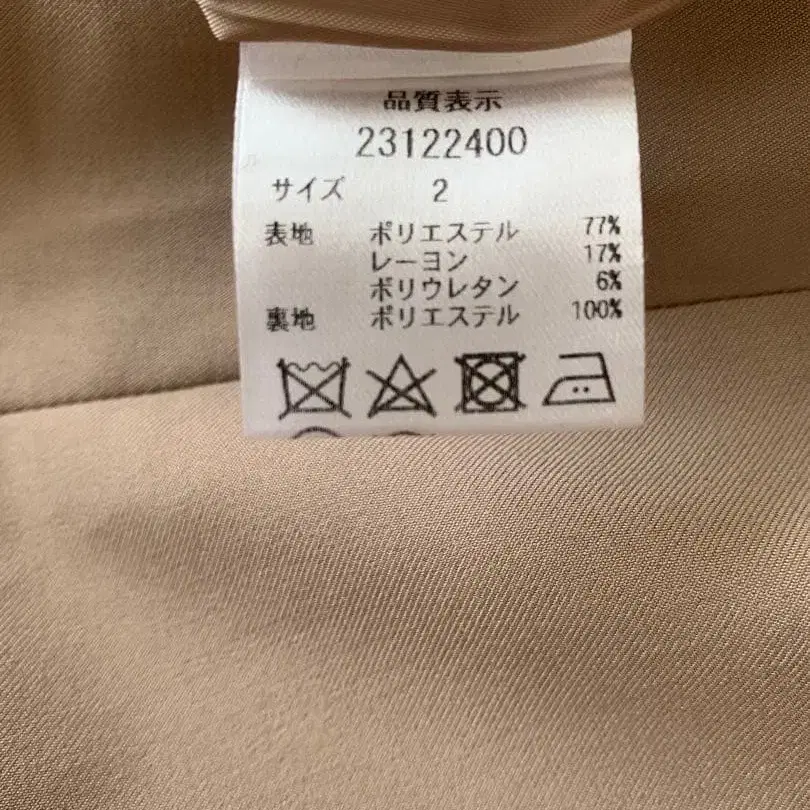 品質表示
23122400
サイズ 2
表地 ポリエステル 77%
レーヨン 17%
ポリウレタン 6%
裏地 ポリエステル 100%